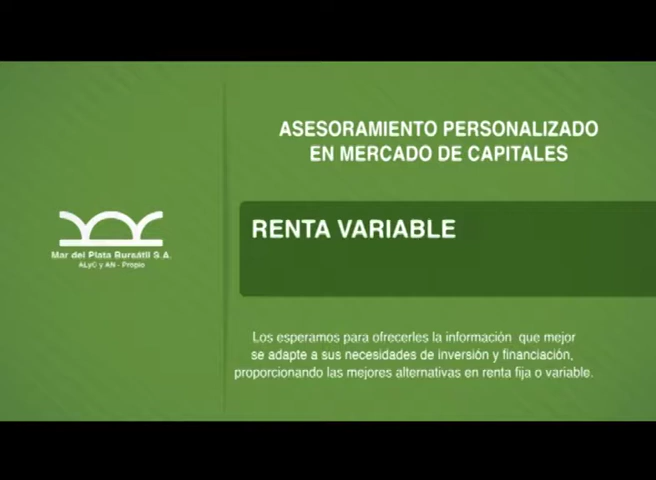 ASESORAMIENTO PERSONALIZADO
EN MERCADO DE CAPITALES
RENTA VARIABLE
Mar del Plata Bursátil S.A.
ALyC y AN - Propio
Los esperamos para ofrecerles la información que mejor
se adapte a sus necesidades de inversión y financiación,
proporcionando las mejores alternativas en renta fija o variable.